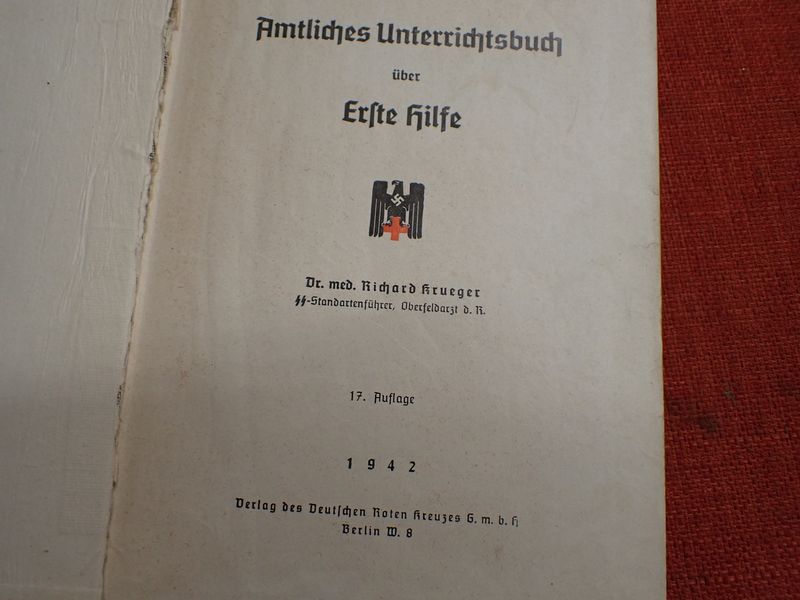 Amtliches Unterrichtsbuch
über
Erſte Hilfe
Dr. med. Richard Krueger
ᛋᛋ-Standartenführer, Oberfeldarzt d. R.
17. Auflage
1942
Verlag des Deutſchen Roten Kreuzes G. m. b. H
Berlin W. 8